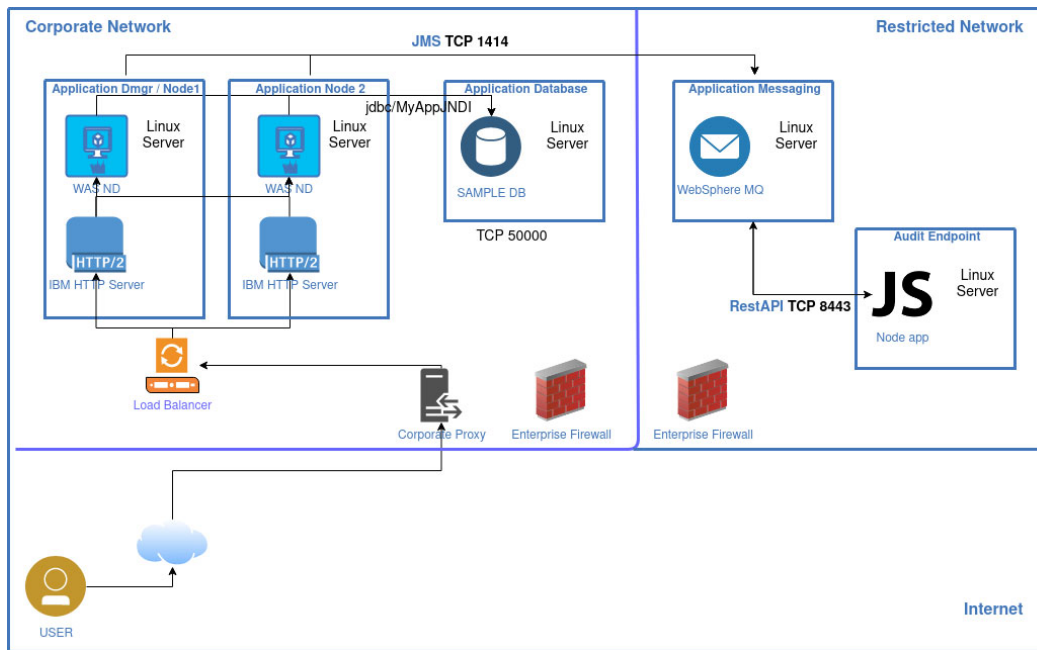 Corporate Network
Restricted Network
JMS TCP 1414
Application Dmgr / Node1
Application Node 2
Application Database
Application Messaging
jdbc/MyAppJNDI
Linux
Server
Linux
Server
Linux
Server
Linux
Server
WAS ND
WAS ND
SAMPLE DB
WebSphere MQ
TCP 50000
Audit Endpoint
HTTP/2
HTTP/2
IBM HTTP Server
IBM HTTP Server
JS
Linux
Server
RestAPI TCP 8443
Node app
Load Balancer
Corporate Proxy
Enterprise Firewall
Enterprise Firewall
USER
Internet